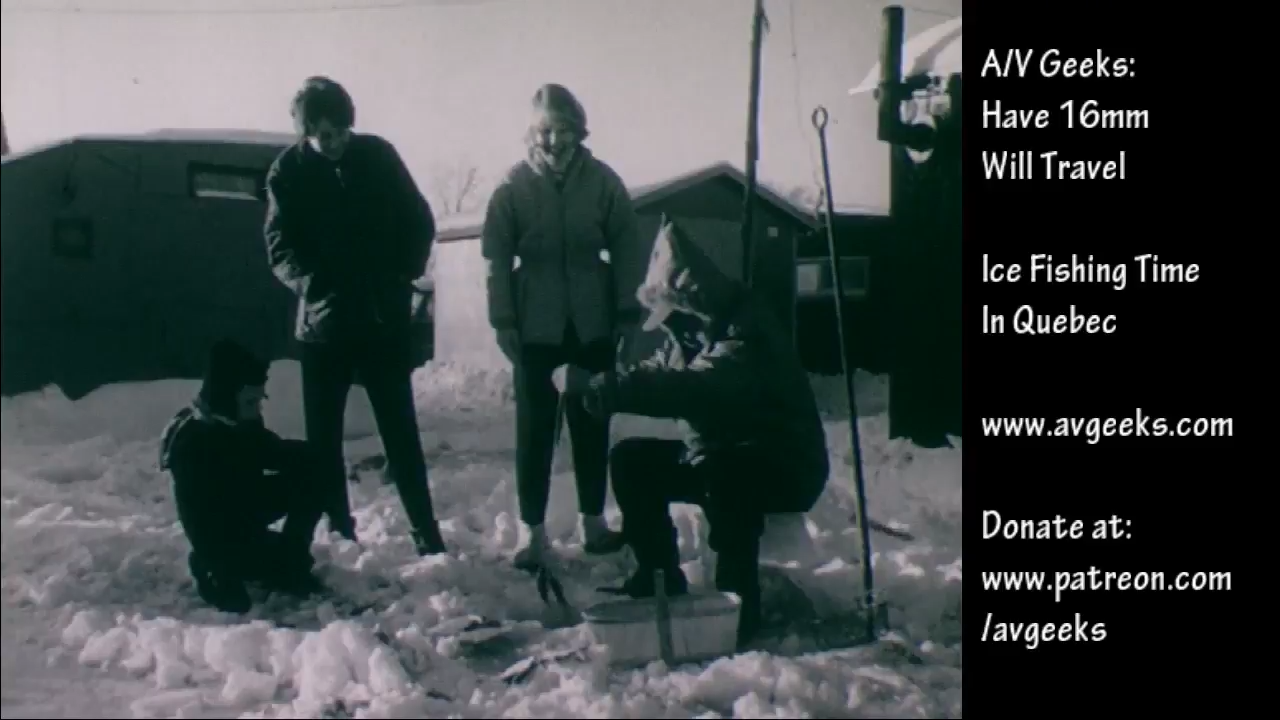 A/V Geeks:
Have 16mm
Will Travel
Ice Fishing Time
In Quebec
www.avgeeks.com
Donate at:
www.patreon.com
/avgeeks